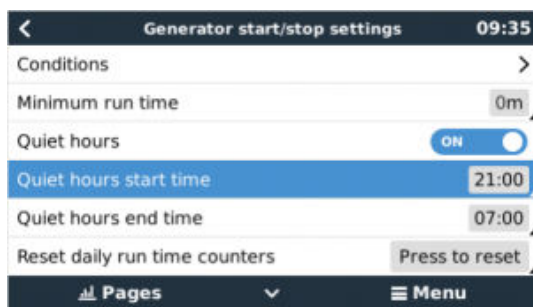 Generator start/stop settings 09:35
Conditions
Minimum run time 0m
Quiet hours ON
Quiet hours start time 21:00
Quiet hours end time 07:00
Reset daily run time counters Press to reset
Pages Menu